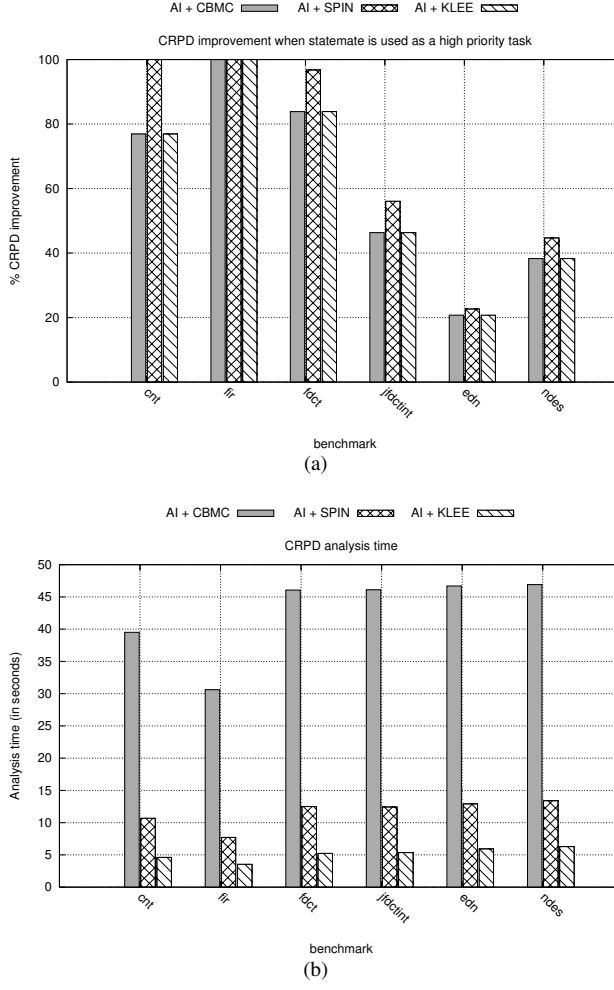 AI + CBMC AI + SPIN AI + KLEE
CRPD improvement when statemate is used as a high priority task
100
80
60
40
20
0
% CRPD improvement
cnt fir fdct jfdctint edn ndes
benchmark
(a)
AI + CBMC AI + SPIN AI + KLEE
CRPD analysis time
50
45
40
35
30
25
20
15
10
5
0
Analysis time (in seconds)
cnt fir fdct jfdctint edn ndes
benchmark
(b)